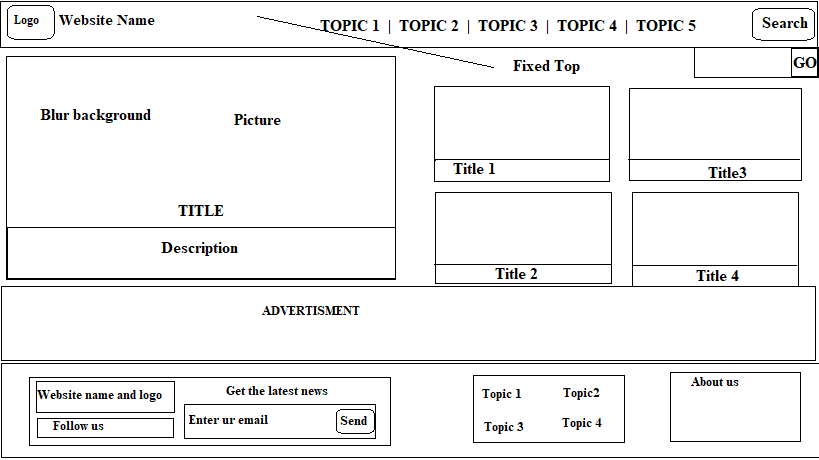 Logo
Website Name
TOPIC 1 | TOPIC 2 | TOPIC 3 | TOPIC 4 | TOPIC 5
Search
Fixed Top
GO
Blur background
Picture
TITLE
Description
Title 1
Title3
Title 2
Title 4
ADVERTISMENT
Website name and logo
Follow us
Get the latest news
Enter ur email
Send
Topic 1
Topic2
Topic 3
Topic 4
About us